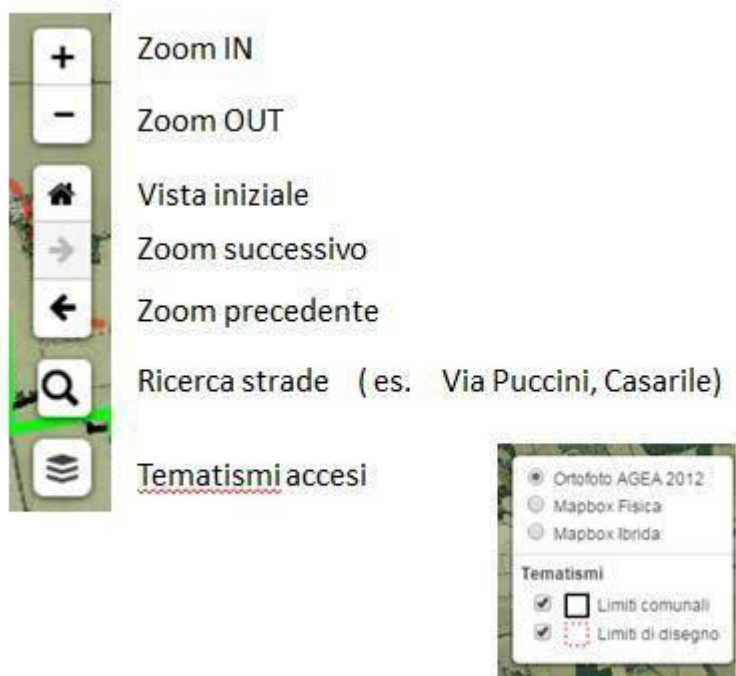 Zoom IN
Zoom OUT
Vista iniziale
Zoom successivo
Zoom precedente
Ricerca strade ( es. Via Puccini, Casarile)
Tematismi accesi
Ortofoto AGEA 2012
Mapbox Fisica
Mapbox Ibrida
Tematismi
Limiti comunali
Limiti di disegno